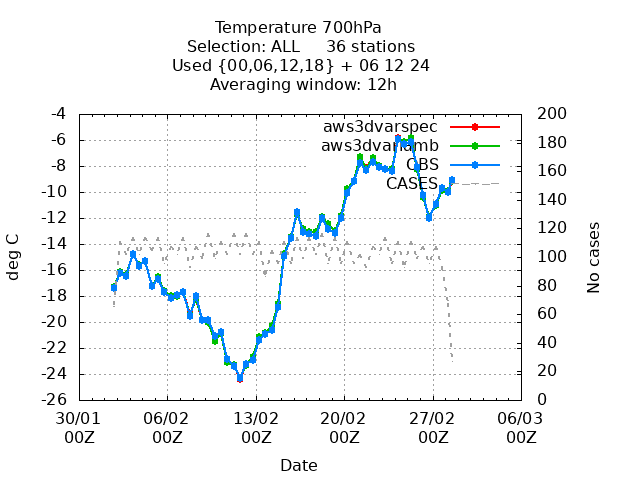 Temperature 700hPa
Selection: ALL 36 stations
Used {00,06,12,18} + 06 12 24
Averaging window: 12h
aws3dvarspec
aws3dvarlamb
OBS
CASES
deg C
-4
-6
-8
-10
-12
-14
-16
-18
-20
-22
-24
-26
No cases
200
180
160
140
120
100
80
60
40
20
0
30/01 06/02 13/02 20/02 27/02 06/03
00Z 00Z 00Z 00Z 00Z 00Z
Date